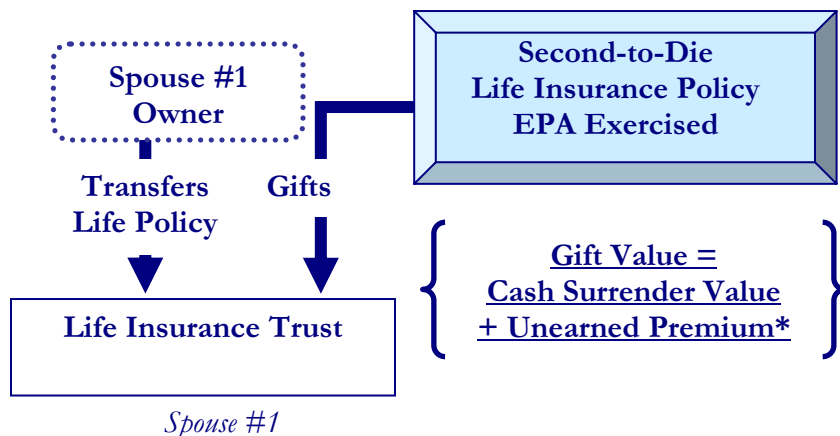 Spouse #1
Owner
Second-to-Die
Life Insurance Policy
EPA Exercised
Transfers
Life Policy
Gifts
Gift Value =
Cash Surrender Value
+ Unearned Premium*
Life Insurance Trust
Spouse #1